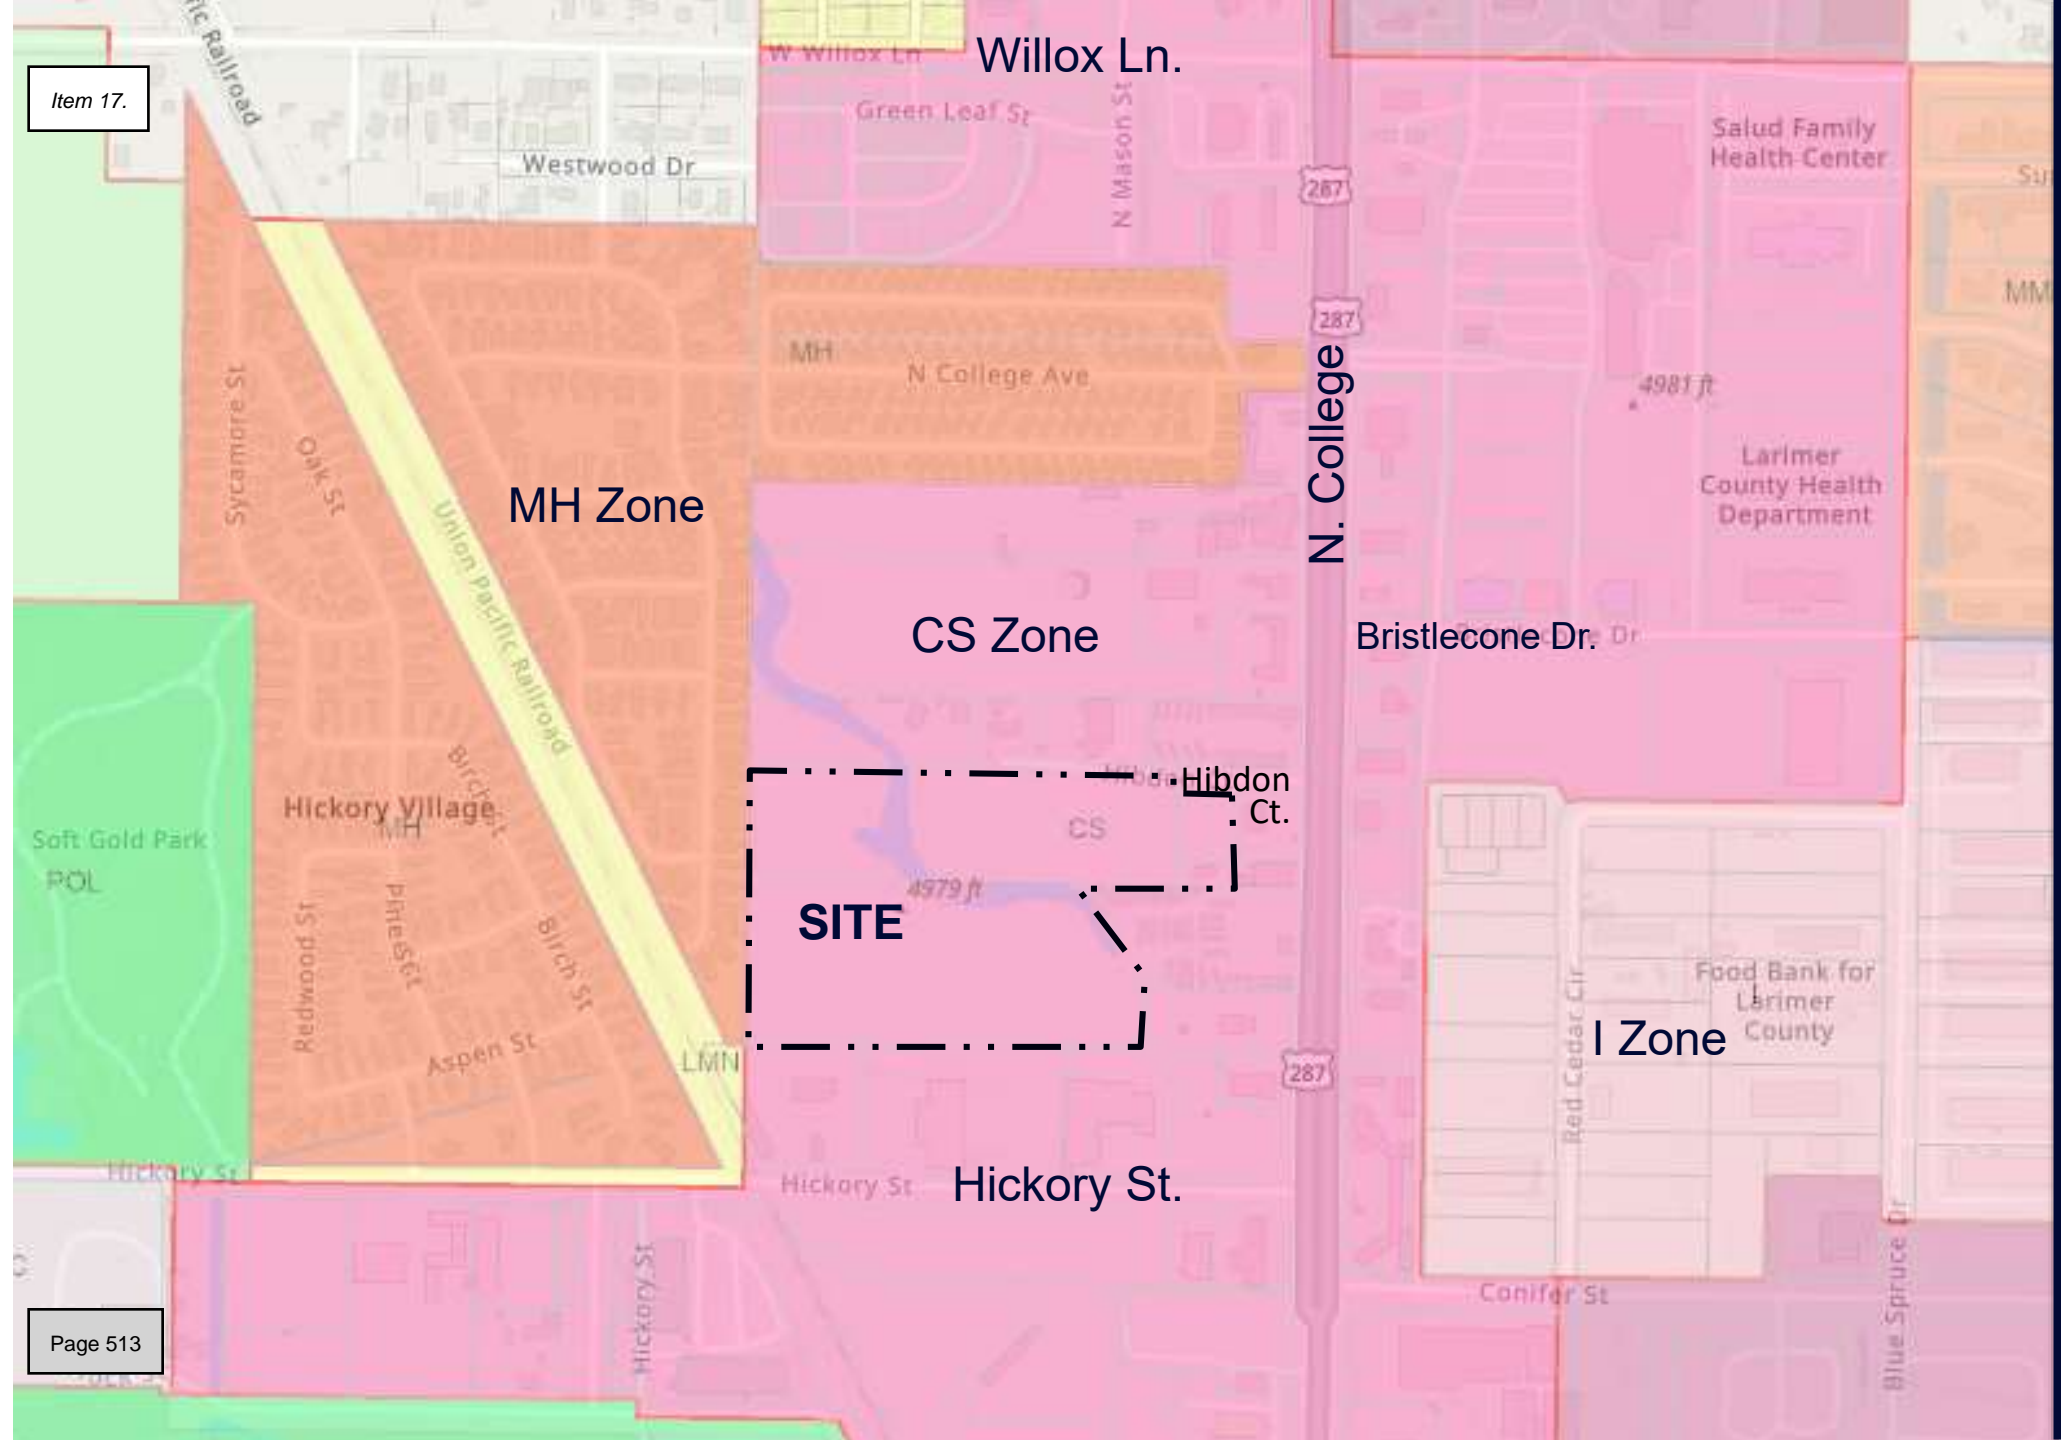 Item 17.
Willox Ln.
W Willox Ln
Green Leaf St
N Mason St
Westwood Dr
Salud Family
Health Center
287
287
MH
N College Ave
N. College
4981 ft
Larimer
County Health
Department
Sycamore St
Oak St
MH Zone
Union Pacific Railroad
CS Zone
Bristlecone Dr.
Hibdon
Ct.
Birch St
Hickory Village
MH
CS
Soft Gold Park
POL
4979 ft
SITE
Redwood St
Pine St
Birch St
Aspen St
LMN
Food Bank for
Larimer
County
I
I Zone
Red Cedar Cir
287
Hickory St
Hickory St
Hickory St.
Hickory St
Conifer St
Blue Spruce Dr
Page 513